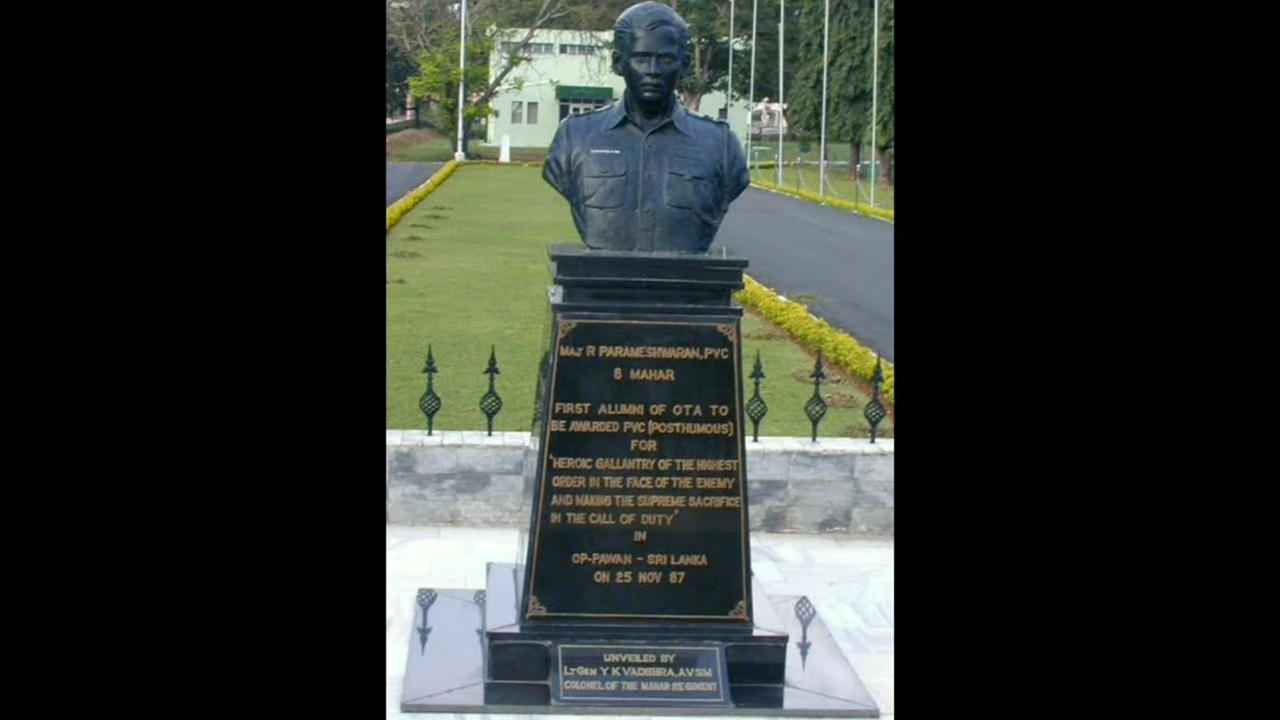 MAJ R PARAMESHWARAN, PVC
8 MAHAR
FIRST ALUMNI OF OTA TO
BE AWARDED PVC (POSTHUMOUS)
FOR
'HEROIC GALLANTRY OF THE HIGHEST
ORDER IN THE FACE OF THE ENEMY
AND MAKING THE SUPREME SACRIFICE
IN THE CALL OF DUTY'
IN
OP-PAWAN - SRI LANKA
ON 25 NOV 87
UNVEILED BY
LT GEN Y K VADEHRA, AVSM
COLONEL OF THE MAHAR REGIMENT